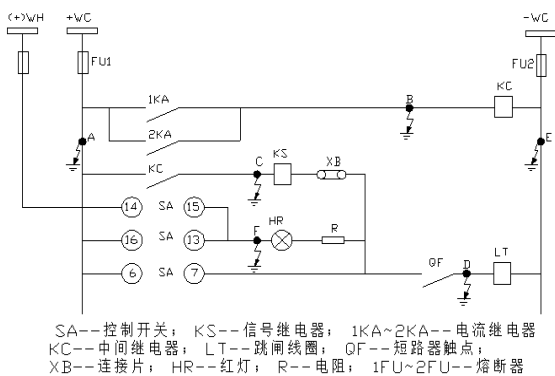 (+)WH +WC -WC
FU1 FU2
1KA B KC
2KA
A E
KC C KS XB
14 SA 15
16 SA 13 F HR R
6 SA 7 QF D LT
SA--控制开关； KS--信号继电器； 1KA~2KA--电流继电器
KC--中间继电器； LT--跳闸线圈； QF--短路器触点；
XB--连接片； HR--红灯； R--电阻； 1FU~2FU--熔断器